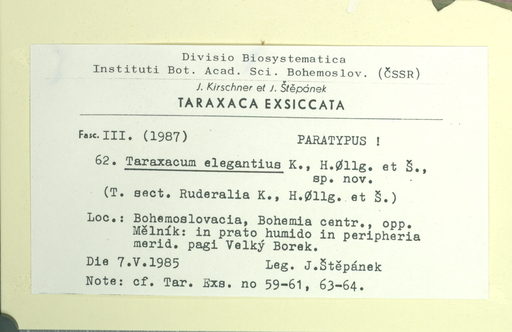 Divisio Biosystematica
Instituti Bot. Acad. Sci. Bohemoslov. (ČSSR)
J. Kirschner et J. Štěpánek
TARAXACA EXSICCATA
Fasc. III. (1987) PARATYPUS !
62. Taraxacum elegantius K., H.Øllg. et Š.,
sp. nov.
(T. sect. Ruderalia K., H.Øllg. et Š.)
Loc.: Bohemoslovacia, Bohemia centr., opp.
Mělník: in prato humido in peripheria
merid. pagi Velký Borek.
Die 7.V.1985 Leg. J.Štěpánek
Note: cf. Tar. Exs. no 59-61, 63-64.